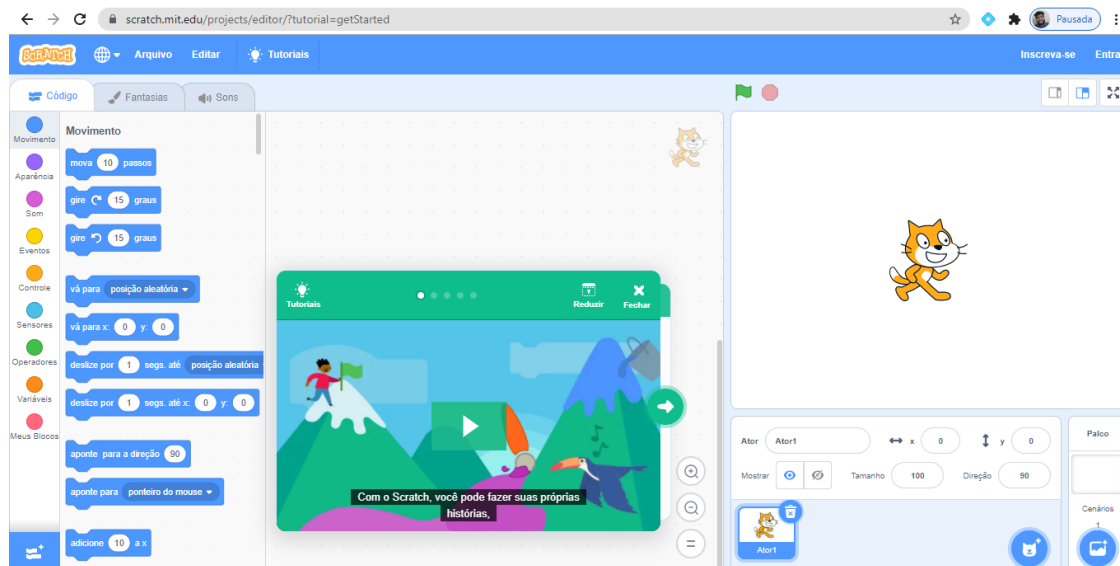 scratch.mit.edu/projects/editor/?tutorial=getStarted
Pausada
SCRATCH
Arquivo
Editar
Tutoriais
Inscreva-se
Entra
Código
Fantasias
Sons
Movimento
Aparência
Som
Eventos
Controle
Sensores
Operadores
Variáveis
Meus Blocos
Movimento
mova 10 passos
gire 15 graus
gire 15 graus
vá para posição aleatória
vá para x: 0 y: 0
deslize por 1 segs. até posição aleatória
deslize por 1 segs. até x: 0 y: 0
aponte para a direção 90
aponte para ponteiro do mouse
adicione 10 a x
Tutoriais
Reduzir
Fechar
Com o Scratch, você pode fazer suas próprias
histórias,
Ator Ator1 x 0 y 0
Mostrar Tamanho 100 Direção 90
Ator1
Palco
Cenários
1